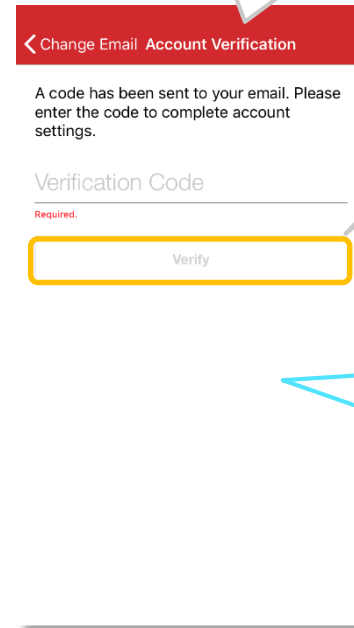 Change Email Account Verification
A code has been sent to your email. Please
enter the code to complete account
settings.
Verification Code
Required.
Verify